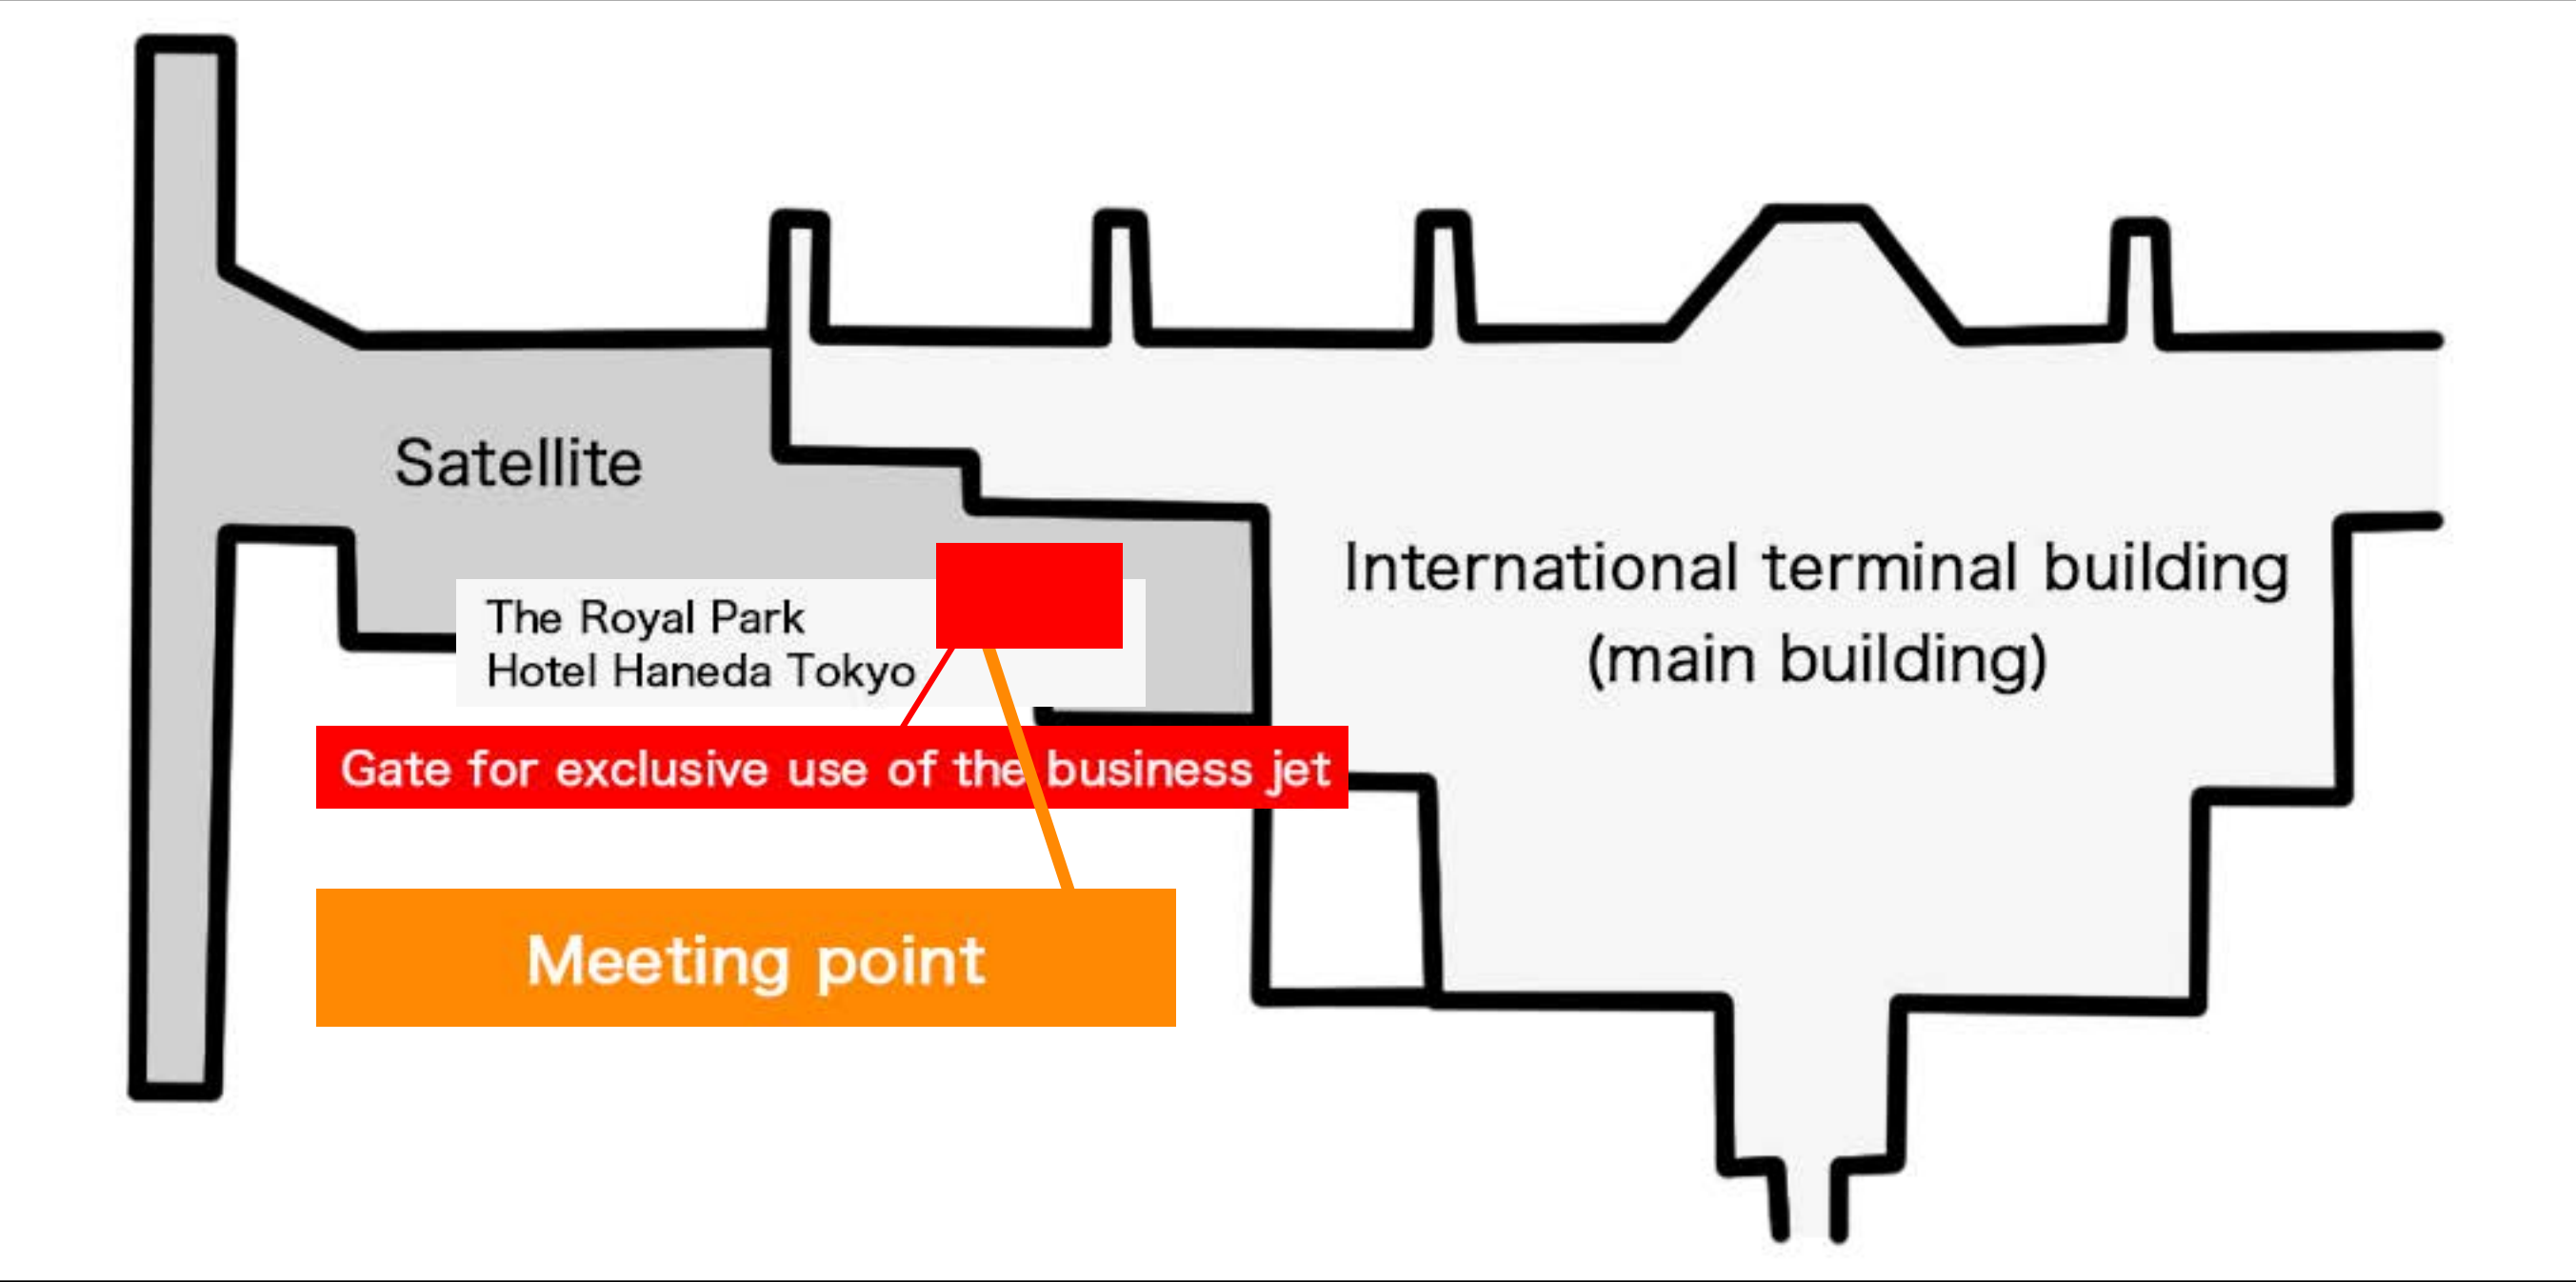 Satellite
International terminal building
(main building)
The Royal Park
Hotel Haneda Tokyo
Gate for exclusive use of the business jet
Meeting point